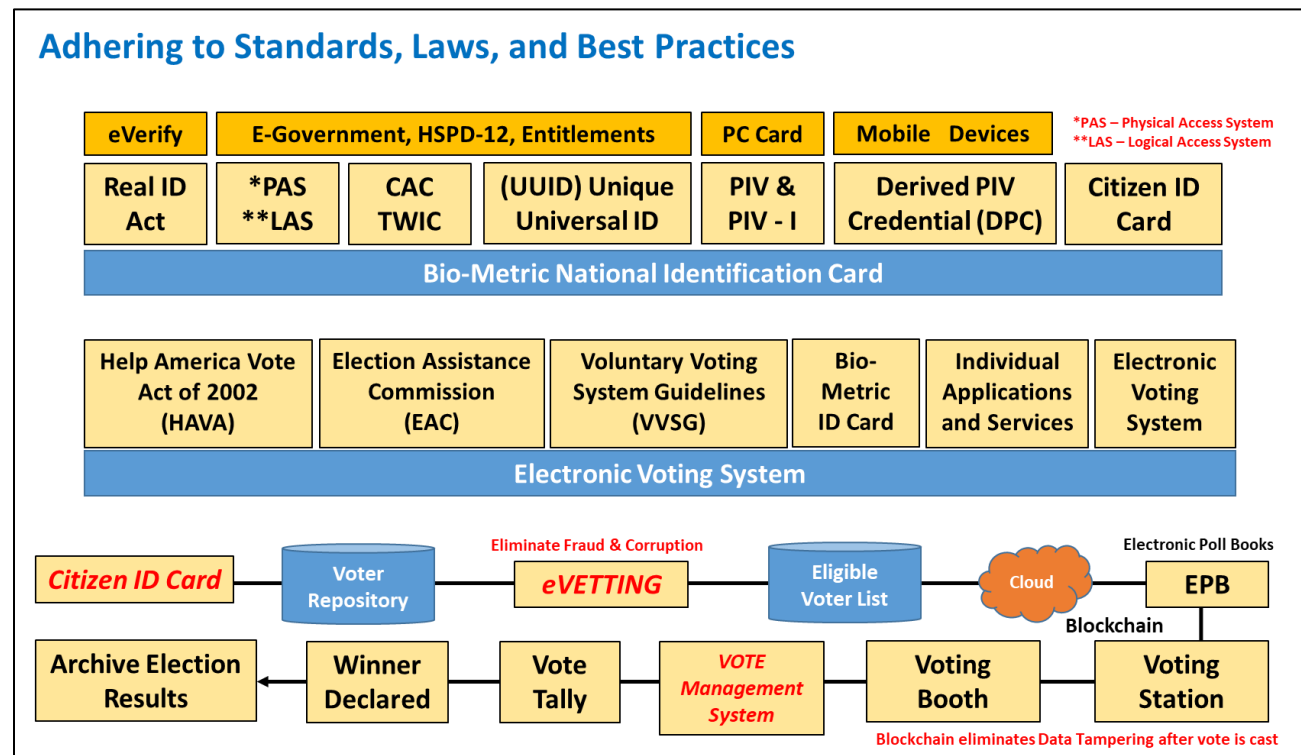 Adhering to Standards, Laws, and Best Practices
eVerify
E-Government, HSPD-12, Entitlements
PC Card
Mobile Devices
*PAS – Physical Access System
**LAS – Logical Access System
Real ID
Act
*PAS
**LAS
CAC
TWIC
(UUID) Unique
Universal ID
PIV &
PIV - I
Derived PIV
Credential (DPC)
Citizen ID
Card
Bio-Metric National Identification Card
Help America Vote
Act of 2002
(HAVA)
Election Assistance
Commission
(EAC)
Voluntary Voting
System Guidelines
(VVSG)
Bio-
Metric
ID Card
Individual
Applications
and Services
Electronic
Voting
System
Electronic Voting System
Citizen ID Card
Voter
Repository
Eliminate Fraud & Corruption
eVETTING
Eligible
Voter List
Cloud
Electronic Poll Books
EPB
Blockchain
Archive Election
Results
Winner
Declared
Vote
Tally
VOTE
Management
System
Voting
Booth
Voting
Station
Blockchain eliminates Data Tampering after vote is cast